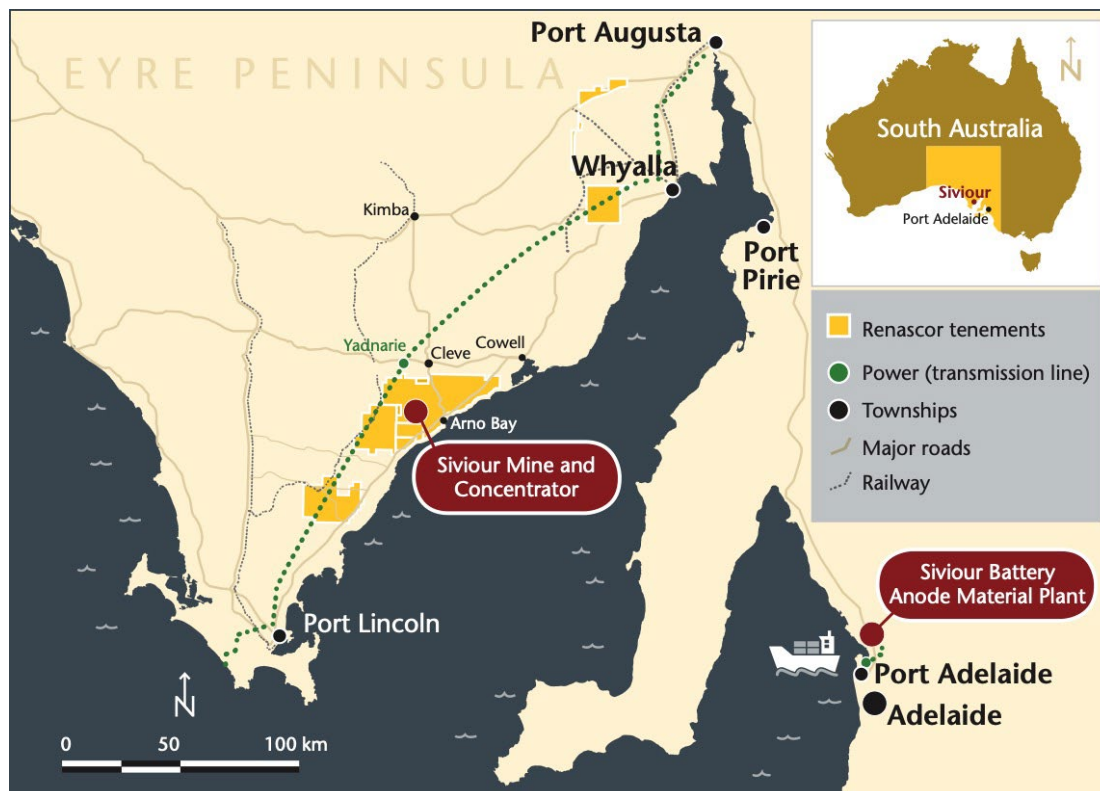 EYRE PENINSULA
Port Augusta
Whyalla
Kimba
Port
Pirie
Yadnarie
Cleve
Cowell
Arno Bay
Siviour Mine and
Concentrator
Port Lincoln
N
0 50 100 km
N
South Australia
Siviour
Port Adelaide
Renascor tenements
Power (transmission line)
Townships
Major roads
Railway
Siviour Battery
Anode Material Plant
Port Adelaide
Adelaide